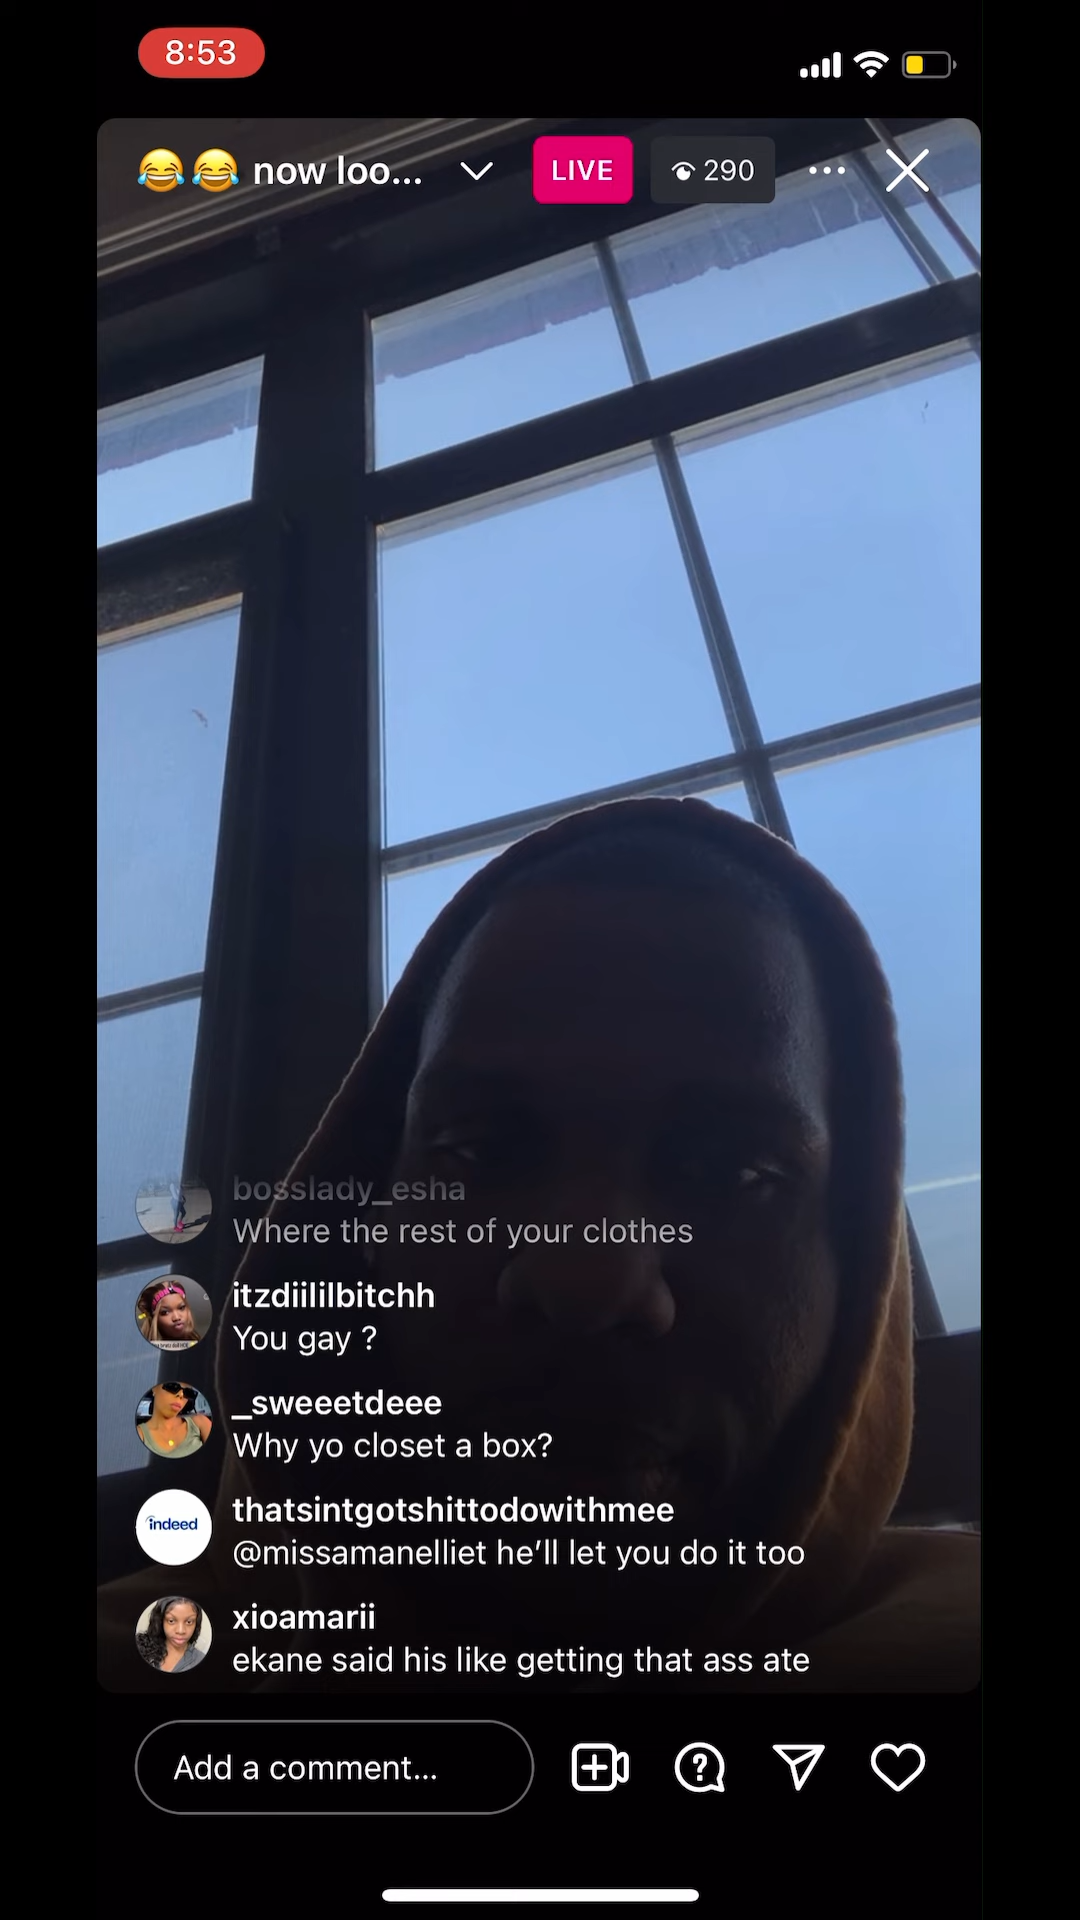 8:53
😂😂 now loo...
LIVE
290
bosslady_esha
Where the rest of your clothes
itzdiililbitchh
You gay ?
_sweeetdeee
Why yo closet a box?
indeed
thatsintgotshittodowithmee
@missamanelliet he’ll let you do it too
xioamarii
ekane said his like getting that ass ate
Add a comment...